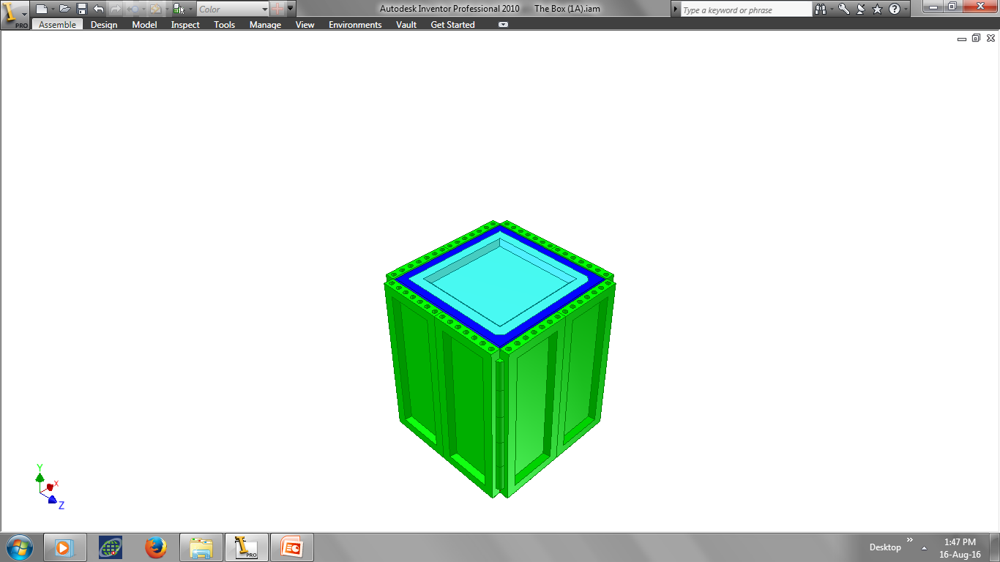 Autodesk Inventor Professional 2010 The Box (1A).iam
Color
Type a keyword or phrase
PRO
Assemble Design Model Inspect Tools Manage View Environments Vault Get Started
Y
X
Z
PRO
Desktop
1:47 PM
16-Aug-16